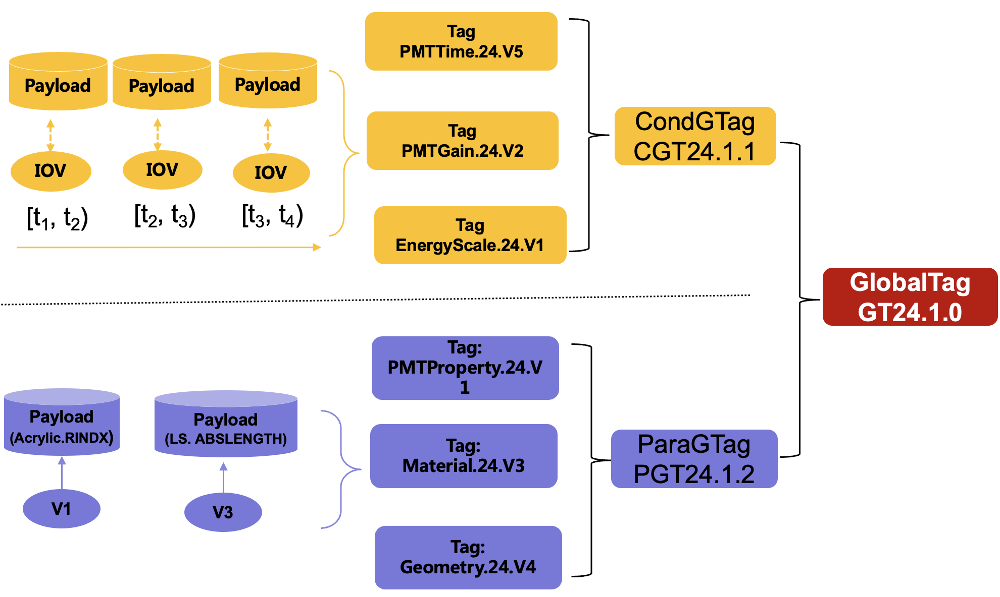 Payload
Payload
Payload
IOV
IOV
IOV
[t1, t2)
[t2, t3)
[t3, t4)
Tag
PMTTime.24.V5
Tag
PMTGain.24.V2
Tag
EnergyScale.24.V1
CondGTag
CGT24.1.1
GlobalTag
GT24.1.0
Payload
(Acrylic.RINDX)
Payload
(LS. ABSLENGTH)
V1
V3
Tag:
PMTProperty.24.V
1
Tag:
Material.24.V3
Tag:
Geometry.24.V4
ParaGTag
PGT24.1.2